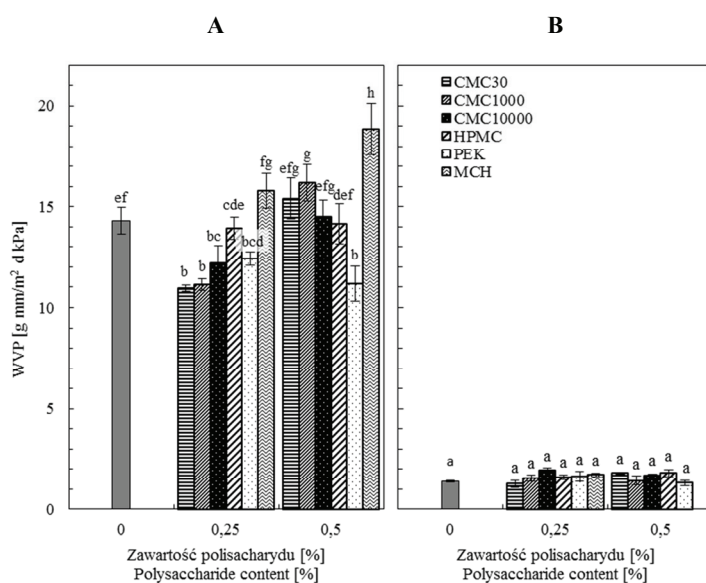 A
B
WVP [g mm/m² d kPa]
20
15
10
5
0
ef
b
b
bc
cde
bcd
fg
efg
g
efg
def
b
h
CMC30
CMC1000
CMC10000
HPMC
PEK
MCH
a
a
a
a
a
a
a
a
a
a
a
a
0
0,25
0,5
0
0,25
0,5
Zawartość polisacharydu [%]
Polysaccharide content [%]
Zawartość polisacharydu [%]
Polysaccharide content [%]